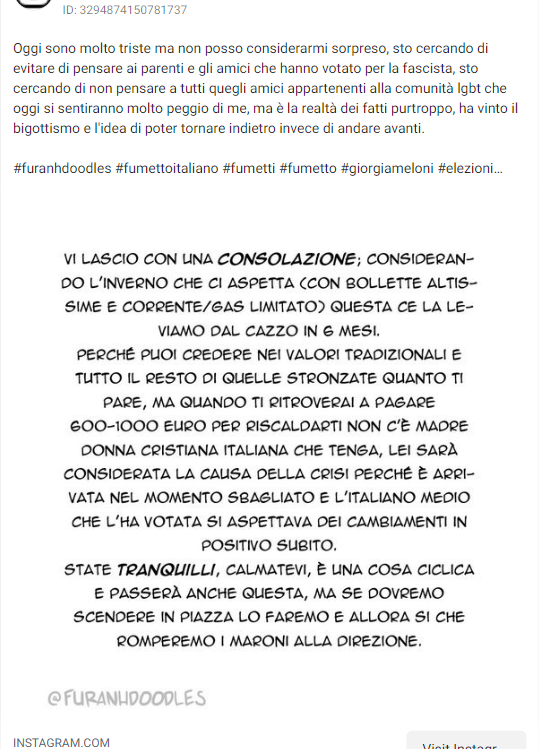 ID: 3294874150781737
Oggi sono molto triste ma non posso considerarmi sorpreso, sto cercando di
evitare di pensare ai parenti e gli amici che hanno votato per la fascista, sto
cercando di non pensare a tutti quegli amici appartenenti alla comunità lgbt che
oggi si sentiranno molto peggio di me, ma è la realtà dei fatti purtroppo, ha vinto il
bigottismo e l'idea di poter tornare indietro invece di andare avanti.
#furanhdoodles #fumettoitaliano #fumetti #fumetto #giorgiameloni #elezioni...
VI LASCIO CON UNA CONSOLAZIONE; CONSIDERAN-
DO L'INVERNO CHE CI ASPETTA (CON BOLLETTE ALTIS-
SIME E CORRENTE/GAS LIMITATO) QUESTA CE LA LE-
VIAMO DAL CAZZO IN 6 MESI.
PERCHÉ PUOI CREDERE NEI VALORI TRADIZIONALI E
TUTTO IL RESTO DI QUELLE STRONZATE QUANTO TI
PARE, MA QUANDO TI RITROVERAI A PAGARE
600-1000 EURO PER RISCALDARTI NON C'È MADRE
DONNA CRISTIANA ITALIANA CHE TENGA, LEI SARÀ
CONSIDERATA LA CAUSA DELLA CRISI PERCHÉ È ARRI-
VATA NEL MOMENTO SBAGLIATO E L'ITALIANO MEDIO
CHE L'HA VOTATA SI ASPETTAVA DEI CAMBIAMENTI IN
POSITIVO SUBITO.
STATE TRANQUILLI, CALMATEVI, È UNA COSA CICLICA
E PASSERÀ ANCHE QUESTA, MA SE DOVREMO
SCENDERE IN PIAZZA LO FAREMO E ALLORA SI CHE
ROMPEREMO I MARONI ALLA DIREZIONE.
@FURANHDOODLES
INSTAGRAM.COM
Visit